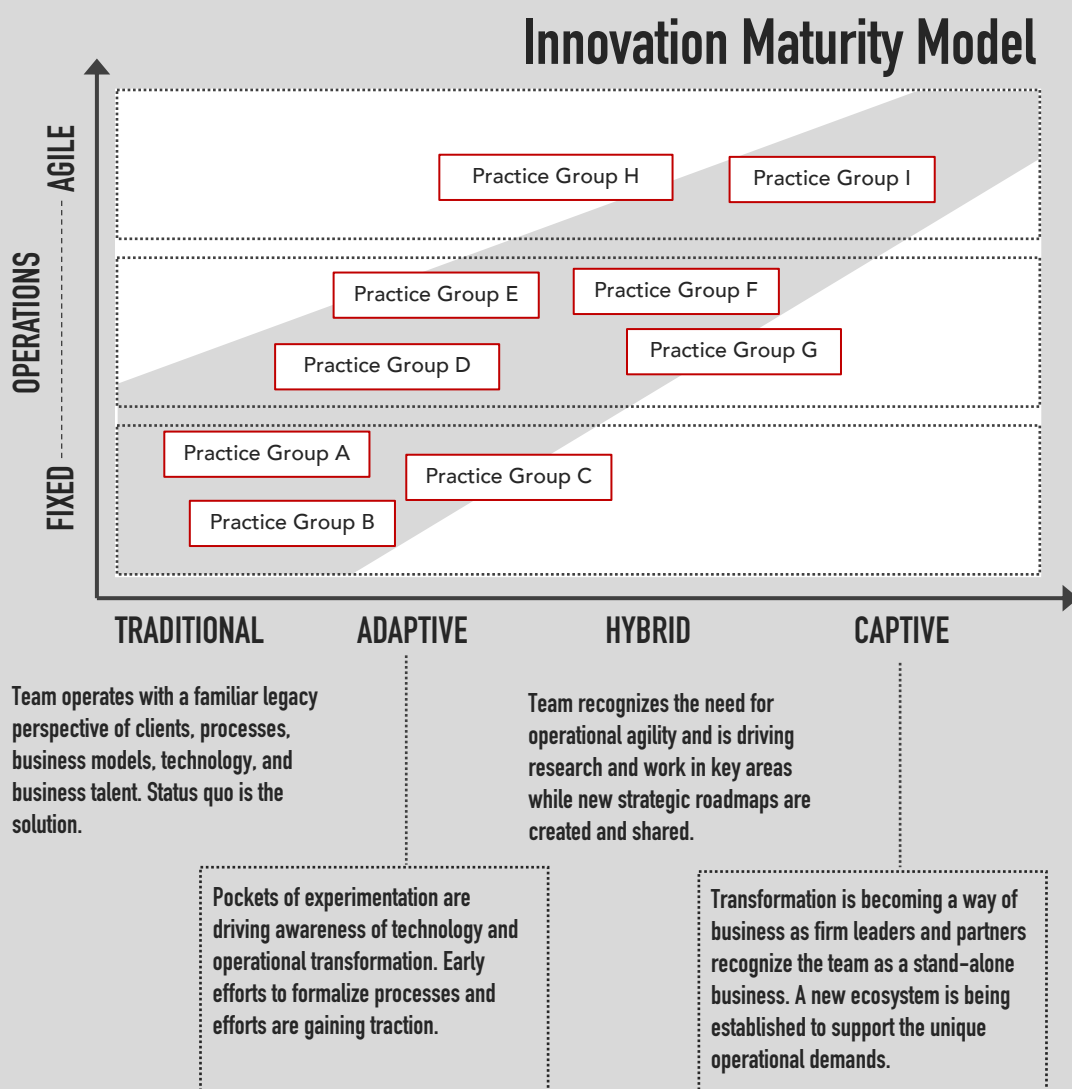 Innovation Maturity Model
AGILE
OPERATIONS
FIXED
Practice Group H
Practice Group I
Practice Group E
Practice Group F
Practice Group G
Practice Group D
Practice Group A
Practice Group C
Practice Group B
TRADITIONAL
ADAPTIVE
HYBRID
CAPTIVE
Team operates with a familiar legacy
perspective of clients, processes,
business models, technology, and
business talent. Status quo is the
solution.
Team recognizes the need for
operational agility and is driving
research and work in key areas
while new strategic roadmaps are
created and shared.
Pockets of experimentation are
driving awareness of technology and
operational transformation. Early
efforts to formalize processes and
efforts are gaining traction.
Transformation is becoming a way of
business as firm leaders and partners
recognize the team as a stand-alone
business. A new ecosystem is being
established to support the unique
operational demands.